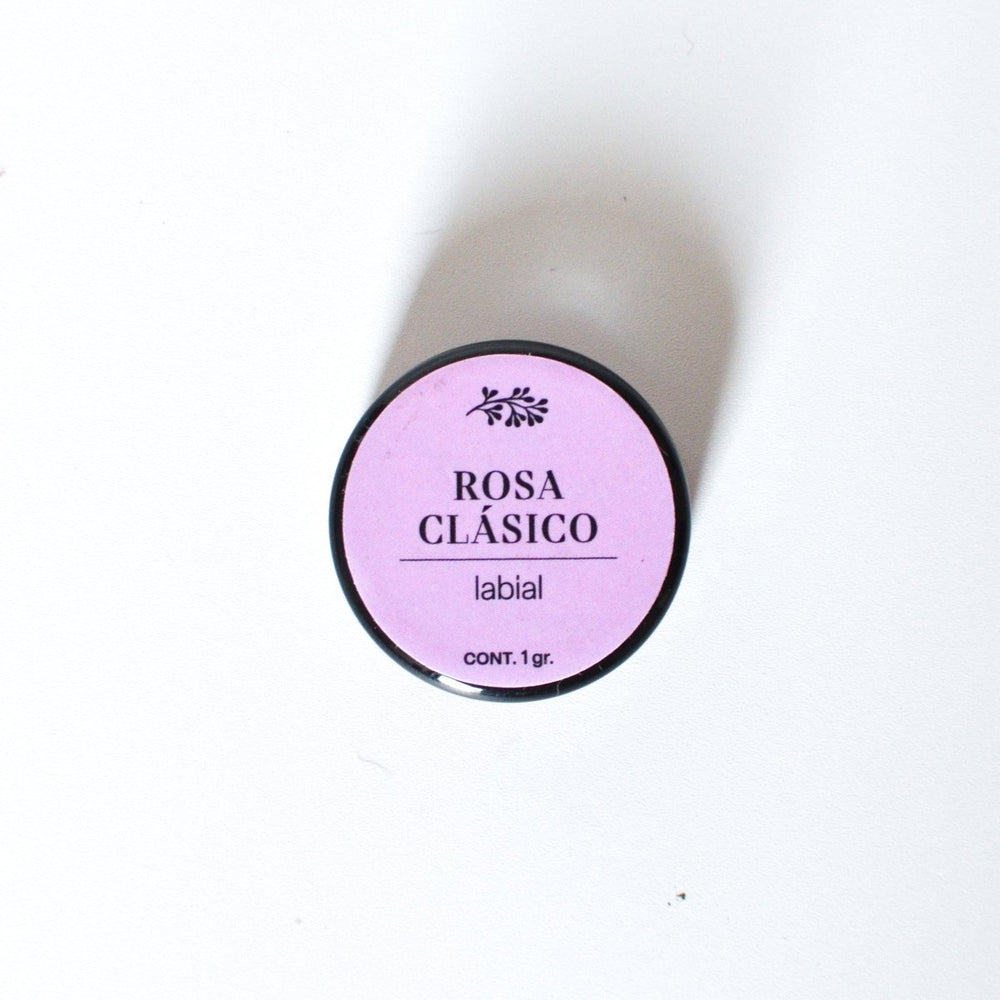 ROSA
CLÁSICO
labial
CONT. 1 gr.